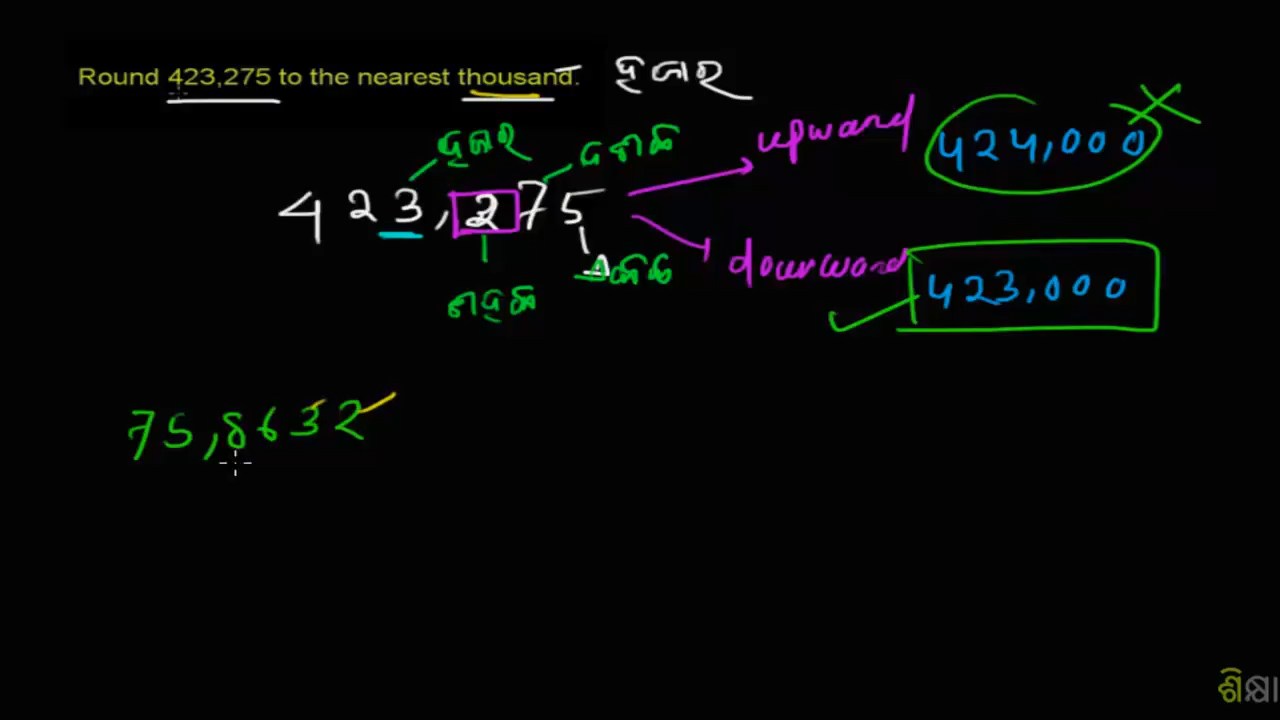 Round 423,275 to the nearest thousand. ହଜାର
ହଜାର ଦଶକ
upward 424,000
423,275
ଶତକ ଏକକ
downward 423,000
75,8632
ଶିକ୍ଷା